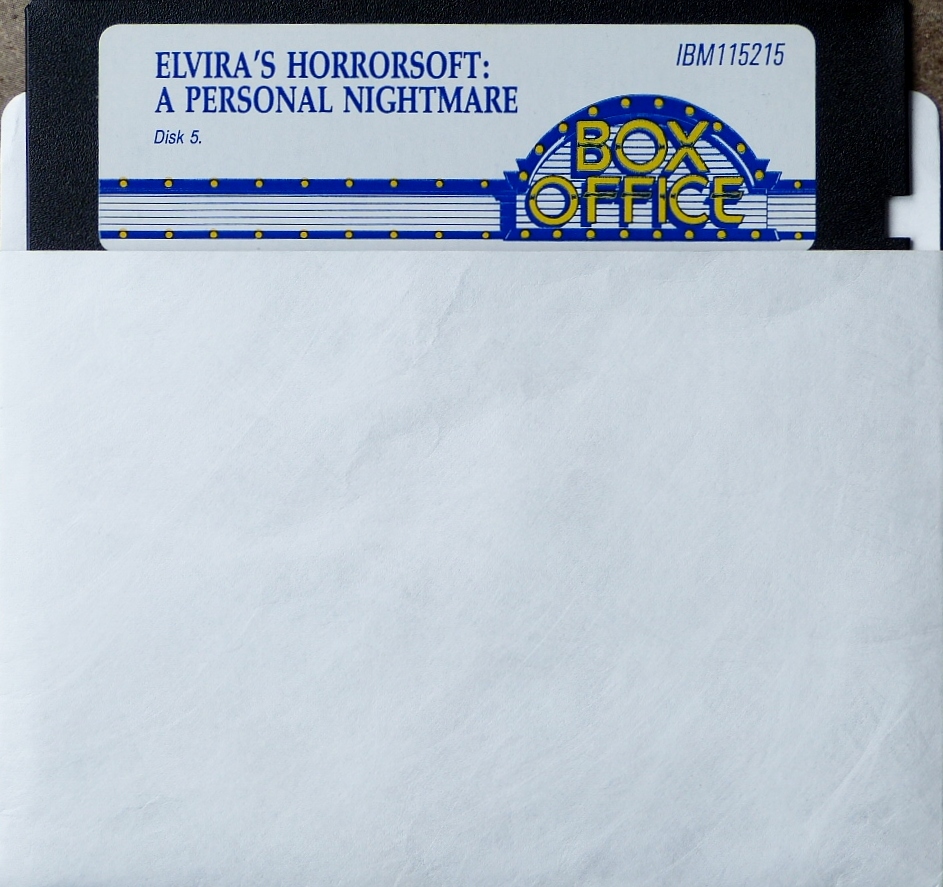 ELVIRA'S HORRORSOFT:
A PERSONAL NIGHTMARE
IBM115215
Disk 5.
BOX
OFFICE